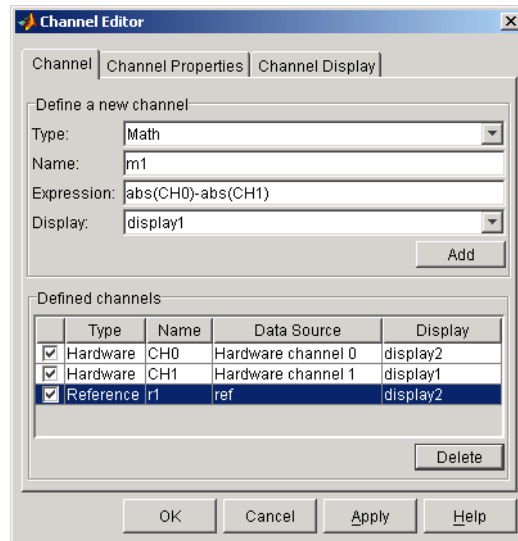 Channel Editor
Channel Channel Properties Channel Display
Define a new channel
Type: Math
Name: m1
Expression: abs(CH0)-abs(CH1)
Display: display1
Add
Defined channels
Type Name Data Source Display
Hardware CH0 Hardware channel 0 display2
Hardware CH1 Hardware channel 1 display1
Reference r1 ref display2
Delete
OK Cancel Apply Help